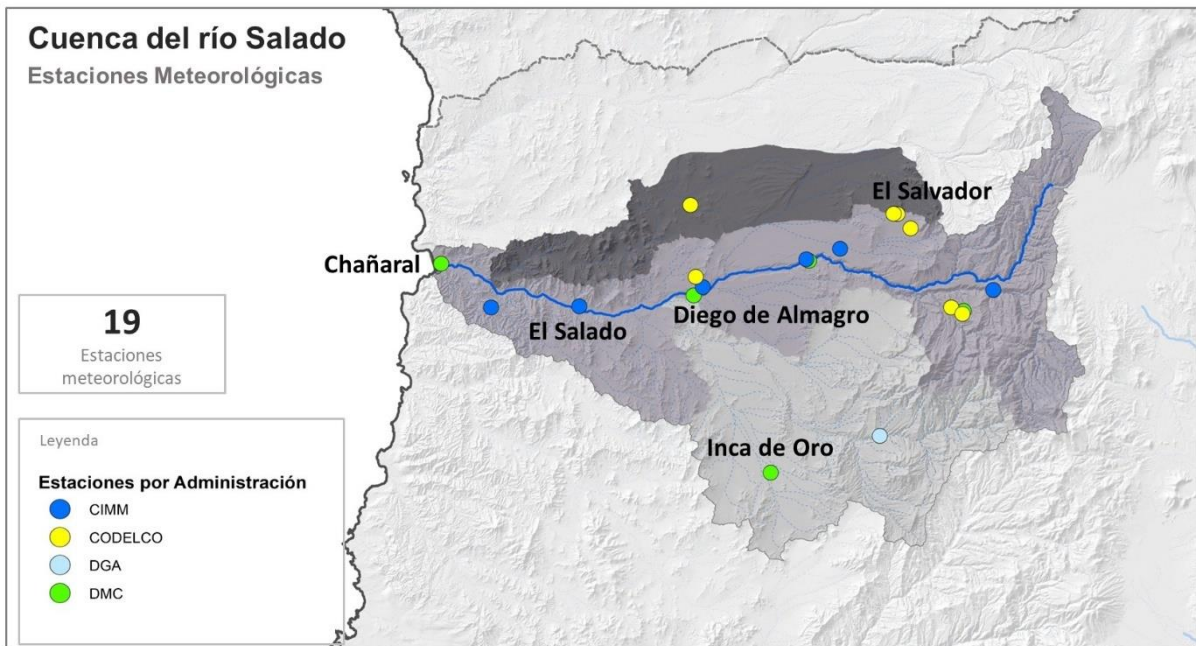 Cuenca del río Salado
Estaciones Meteorológicas
El Salvador
Chañaral
El Salado
Diego de Almagro
Inca de Oro
19
Estaciones
meteorológicas
Leyenda
Estaciones por Administración
CIMM
CODELCO
DGA
DMC